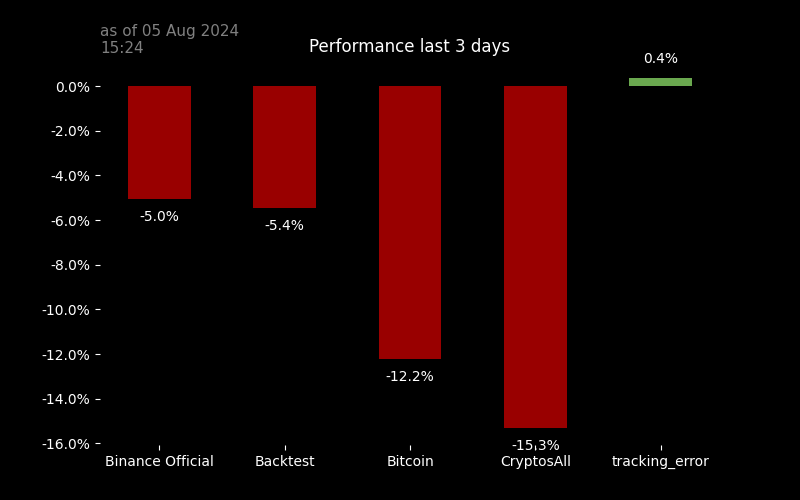 as of 05 Aug 2024
15:24
Performance last 3 days
0.4%
0.0%
-2.0%
-4.0%
-6.0%
-8.0%
-10.0%
-12.0%
-14.0%
-16.0%
-5.0%
-5.4%
-12.2%
-15.3%
Binance Official
Backtest
Bitcoin
CryptosAll
tracking_error